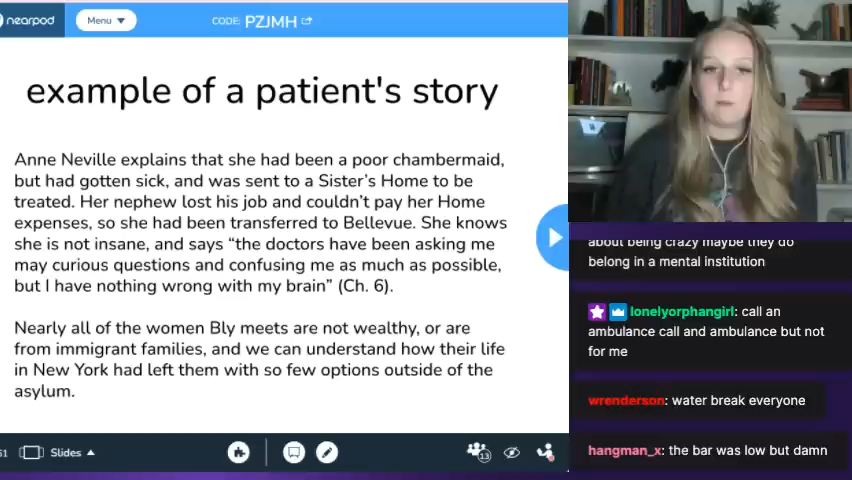 nearpod
Menu
CODE: PZJMH
example of a patient's story
Anne Neville explains that she had been a poor chambermaid,
but had gotten sick, and was sent to a Sister's Home to be
treated. Her nephew lost his job and couldn't pay her Home
expenses, so she had been transferred to Bellevue. She knows
she is not insane, and says “the doctors have been asking me
may curious questions and confusing me as much as possible,
but I have nothing wrong with my brain” (Ch. 6).
Nearly all of the women Bly meets are not wealthy, or are
from immigrant families, and we can understand how their life
in New York had left them with so few options outside of the
asylum.
Slides
13
about being crazy maybe they do
belong in a mental institution
lonelyorphangirl: call an
ambulance call and ambulance but not
for me
wrenderson: water break everyone
hangman_x: the bar was low but damn